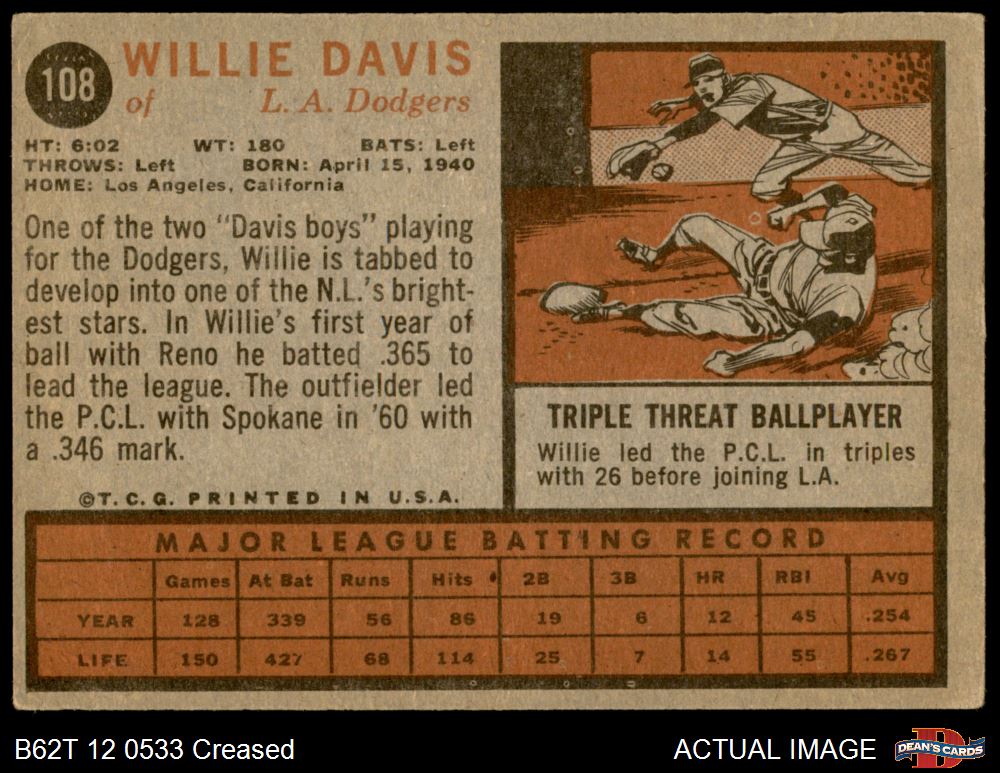 108
WILLIE DAVIS
of L. A. Dodgers
HT: 6:02 WT: 180 BATS: Left
THROWS: Left BORN: April 15, 1940
HOME: Los Angeles, California
One of the two "Davis boys" playing
for the Dodgers, Willie is tabbed to
develop into one of the N.L.'s bright-
est stars. In Willie's first year of
ball with Reno he batted .365 to
lead the league. The outfielder led
the P.C.L. with Spokane in '60 with
a .346 mark.
©T.C.G. PRINTED IN U.S.A.
TRIPLE THREAT BALLPLAYER
Willie led the P.C.L. in triples
with 26 before joining L.A.
MAJOR LEAGUE BATTING RECORD
Games At Bat Runs Hits 2B 3B HR RBI Avg
YEAR 128 339 56 86 19 6 12 45 .254
LIFE 150 427 68 114 25 7 14 55 .267
B62T 12 0533 Creased
ACTUAL IMAGE
DEAN'S CARDS